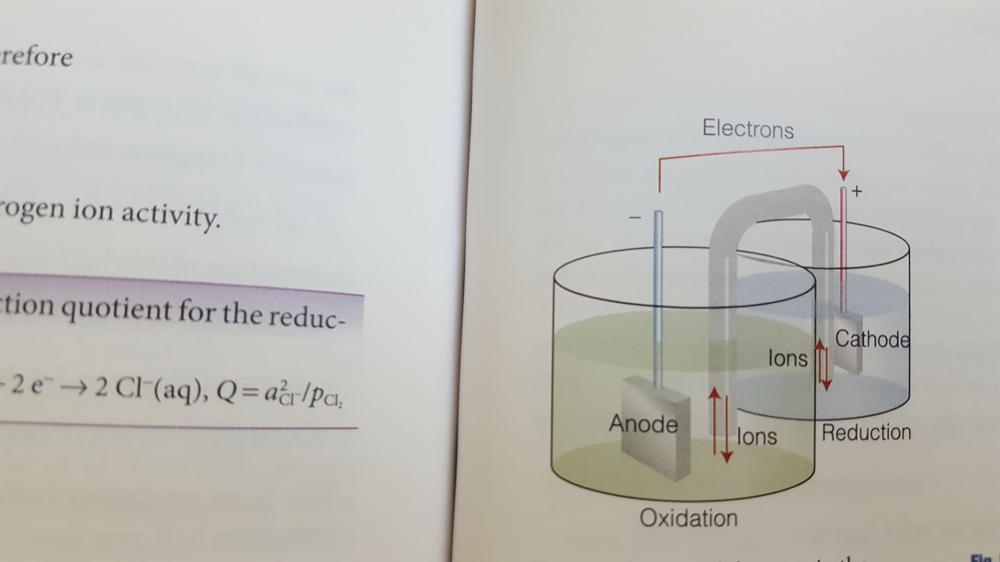 refore
rogen ion activity.
ction quotient for the reduc-
2 e⁻ → 2 Cl⁻(aq), Q = a²Cl⁻/pCl₂
Electrons
−
+
Cathode
Ions
Anode
Ions
Reduction
Oxidation
Fig